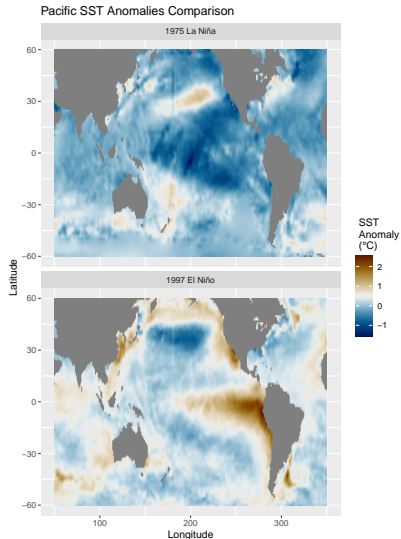 Pacific SST Anomalies Comparison
1975 La Niña
60
30
0
−30
−60
1997 El Niño
60
30
0
−30
−60
100 200 300
Longitude
Latitude
SST
Anomaly
(°C)
2
1
0
−1